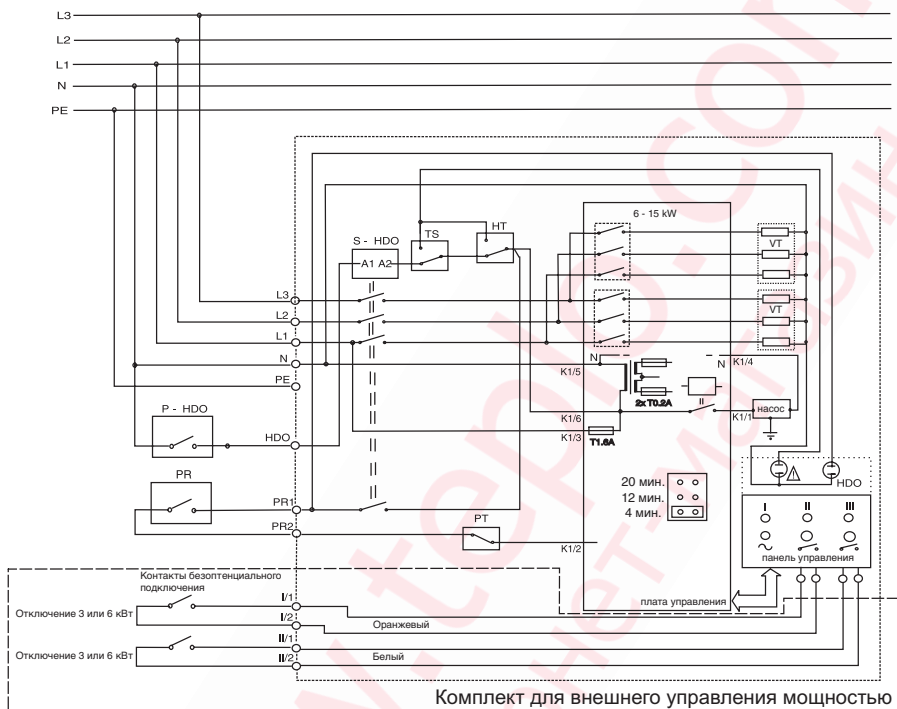 L3
L2
L1
N
PE
6 - 15 kW
S - HDO
TS
HT
A1 A2
VT
VT
L3
L2
L1
N
PE
N
K1/5
N
K1/4
2x T0.2A
II
K1/6
K1/1
насос
K1/3
T1.6A
P - HDO
HDO
PR
PR1
PR2
PT
K1/2
20 мин.
12 мин.
4 мин.
HDO
I II III
панель управления
плата управления
Контакты безоптенциального
подключения
Отключение 3 или 6 кВт
I/1
I/2
Оранжевый
Отключение 3 или 6 кВт
II/1
II/2
Белый
Комплект для внешнего управления мощностью